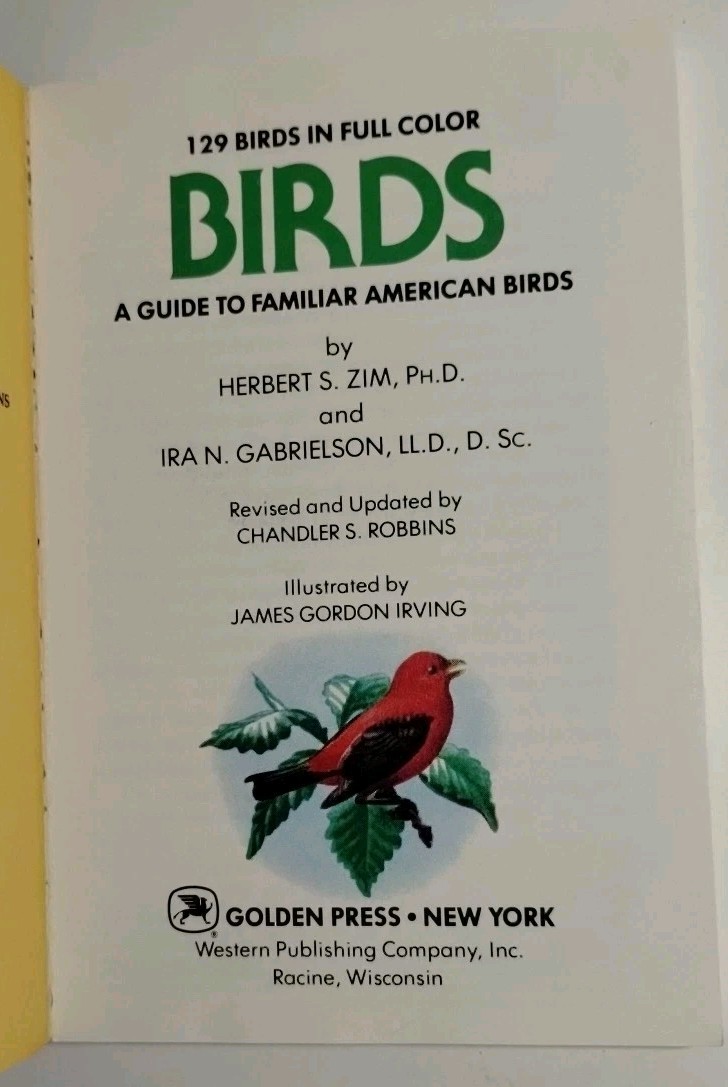 129 BIRDS IN FULL COLOR
BIRDS
A GUIDE TO FAMILIAR AMERICAN BIRDS
by
HERBERT S. ZIM, PH.D.
and
IRA N. GABRIELSON, LL.D., D. SC.
Revised and Updated by
CHANDLER S. ROBBINS
Illustrated by
JAMES GORDON IRVING
GOLDEN PRESS • NEW YORK
®
Western Publishing Company, Inc.
Racine, Wisconsin